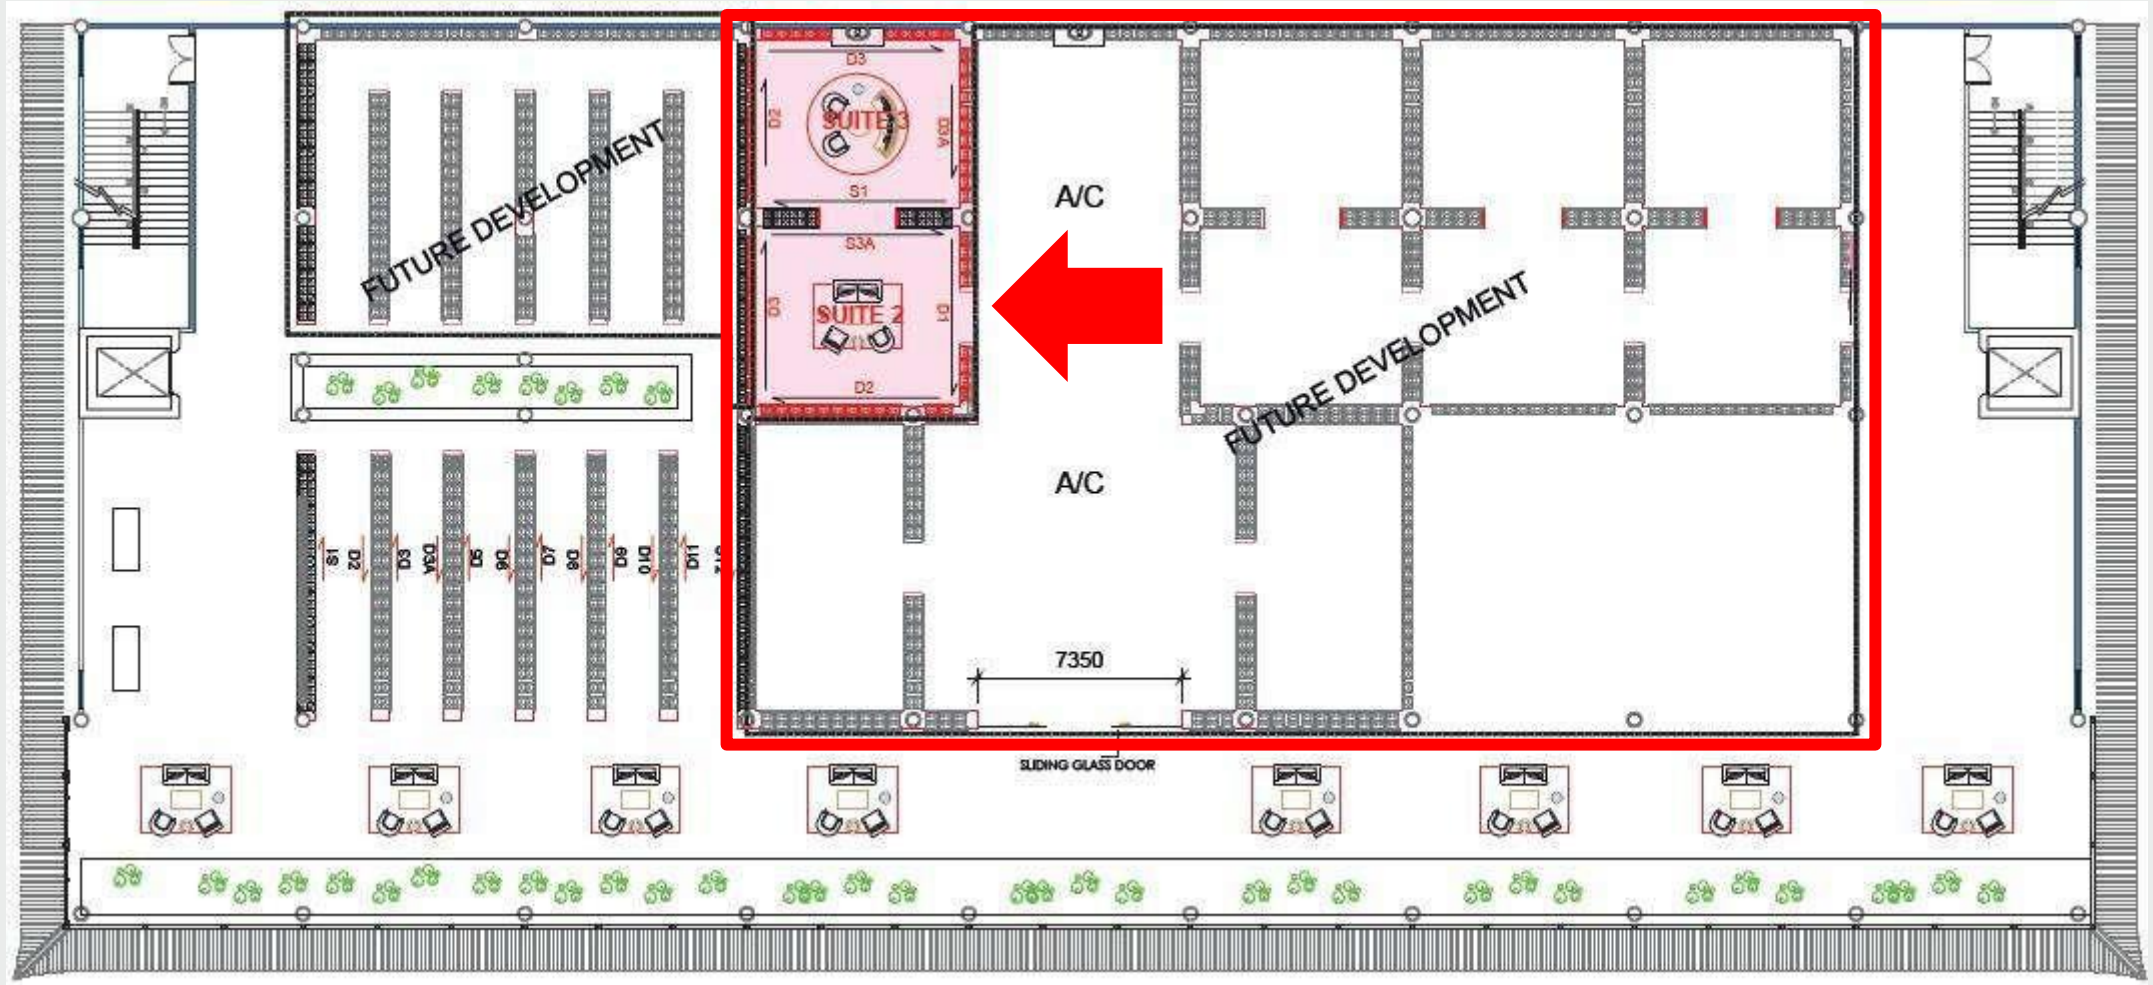 D3
D2
SUITE 3
D3A
S1
S3A
D3
SUITE 2
D1
D2
FUTURE DEVELOPMENT
A/C
FUTURE DEVELOPMENT
A/C
S1
D2
D3
D3A
D5
D6
D7
D8
D9
D10
D11
7350
SLIDING GLASS DOOR